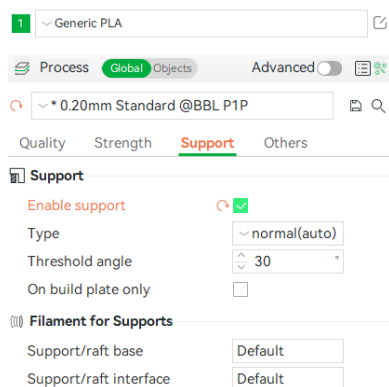 1 Generic PLA
Process Global Objects Advanced
* 0.20mm Standard @BBL P1P
Quality Strength Support Others
Support
Enable support
Type normal(auto)
Threshold angle 30 °
On build plate only
Filament for Supports
Support/raft base Default
Support/raft interface Default